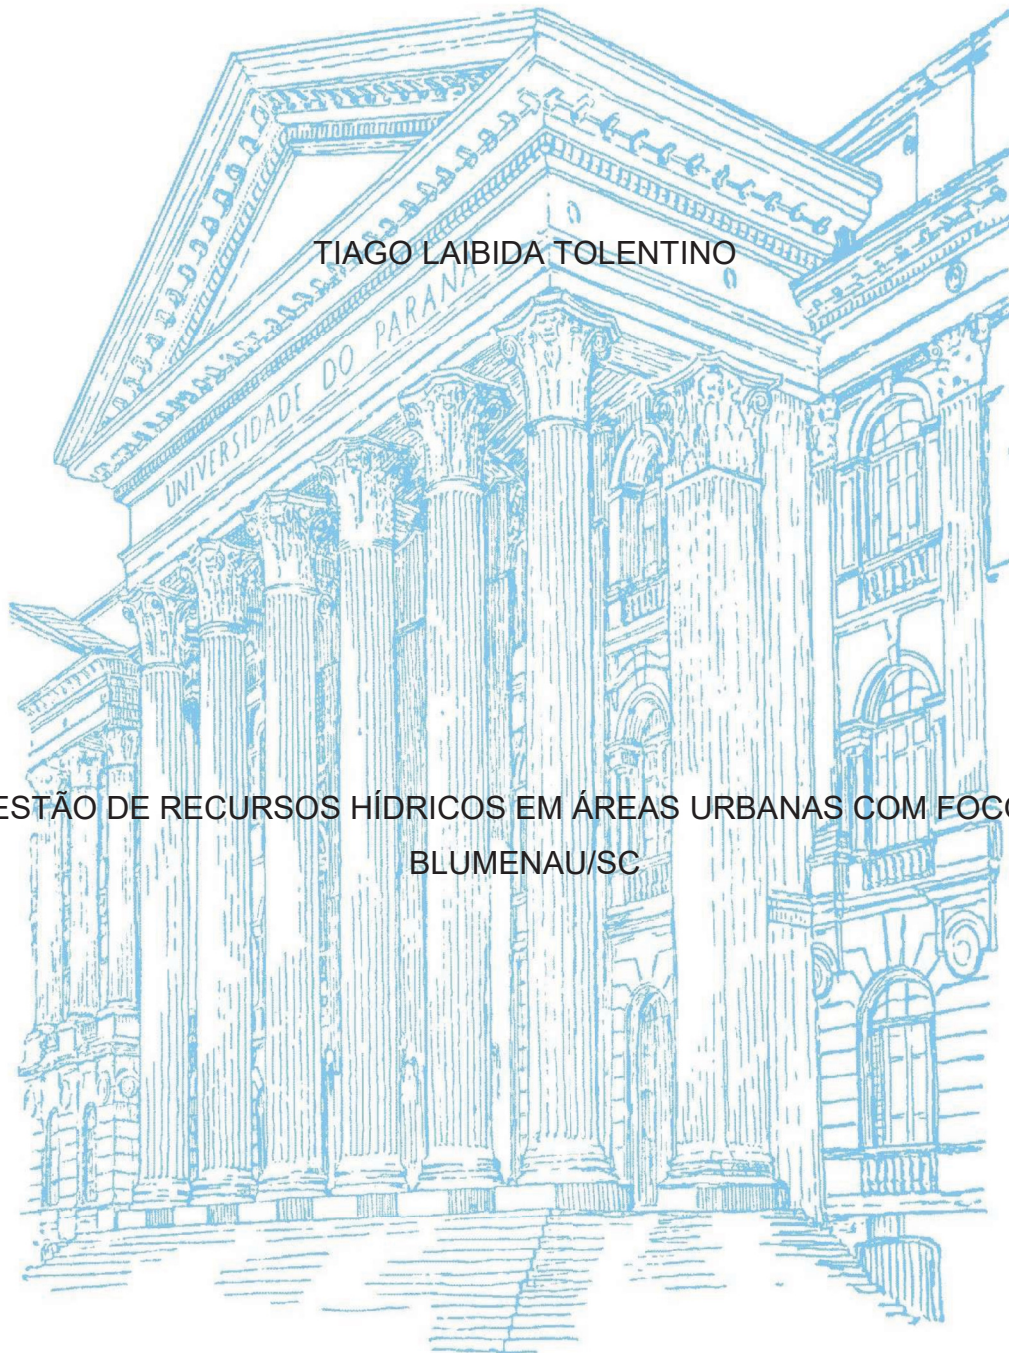 TIAGO LAIBIDA TOLENTINO
UNIVERSIDADE DO PARANÁ
ESTÃO DE RECURSOS HÍDRICOS EM ÁREAS URBANAS COM FOCO
BLUMENAU/SC